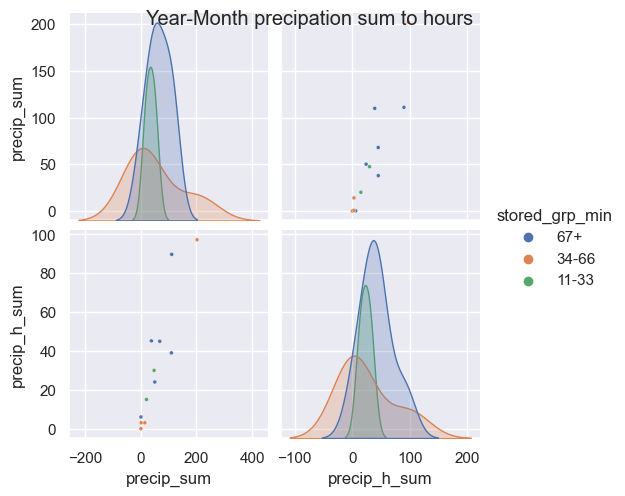 Year-Month precipation sum to hours
precip_sum
200
150
100
50
0
precip_h_sum
100
80
60
40
20
0
−200 0 200 400
precip_sum
−100 0 100 200
precip_h_sum
stored_grp_min
67+
34-66
11-33